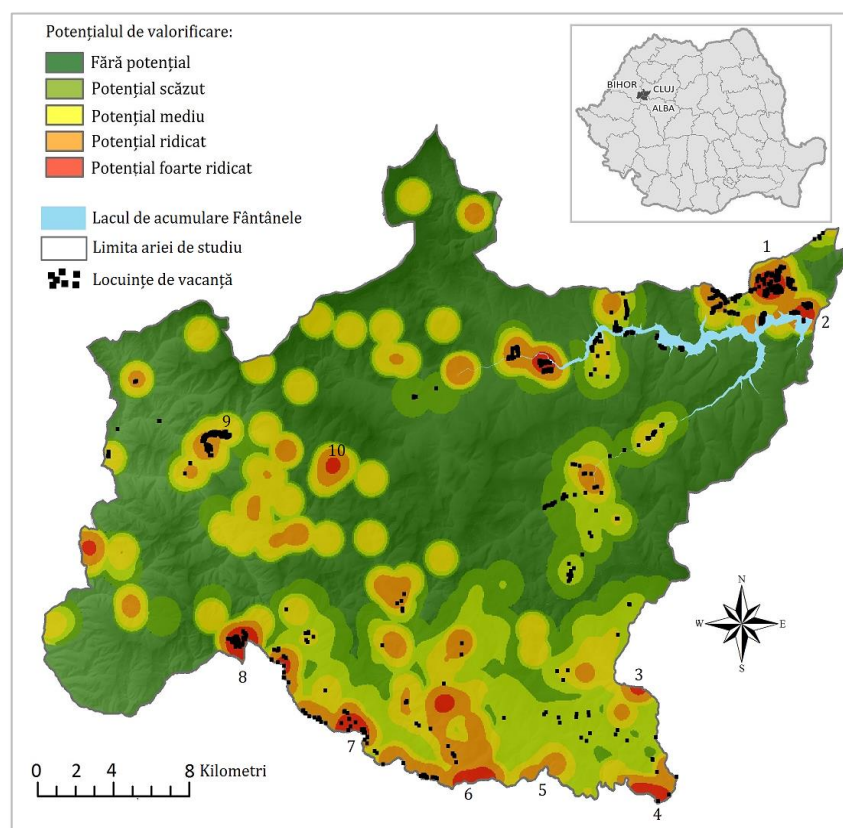 Potențialul de valorificare:
Fără potențial
Potențial scăzut
Potențial mediu
Potențial ridicat
Potențial foarte ridicat
Lacul de acumulare Fântânele
Limita ariei de studiu
Locuințe de vacanță
BIHOR
CLUJ
ALBA
1
2
9
10
N
W
E
S
3
8
7
6
5
4
0 4 8 Kilometri